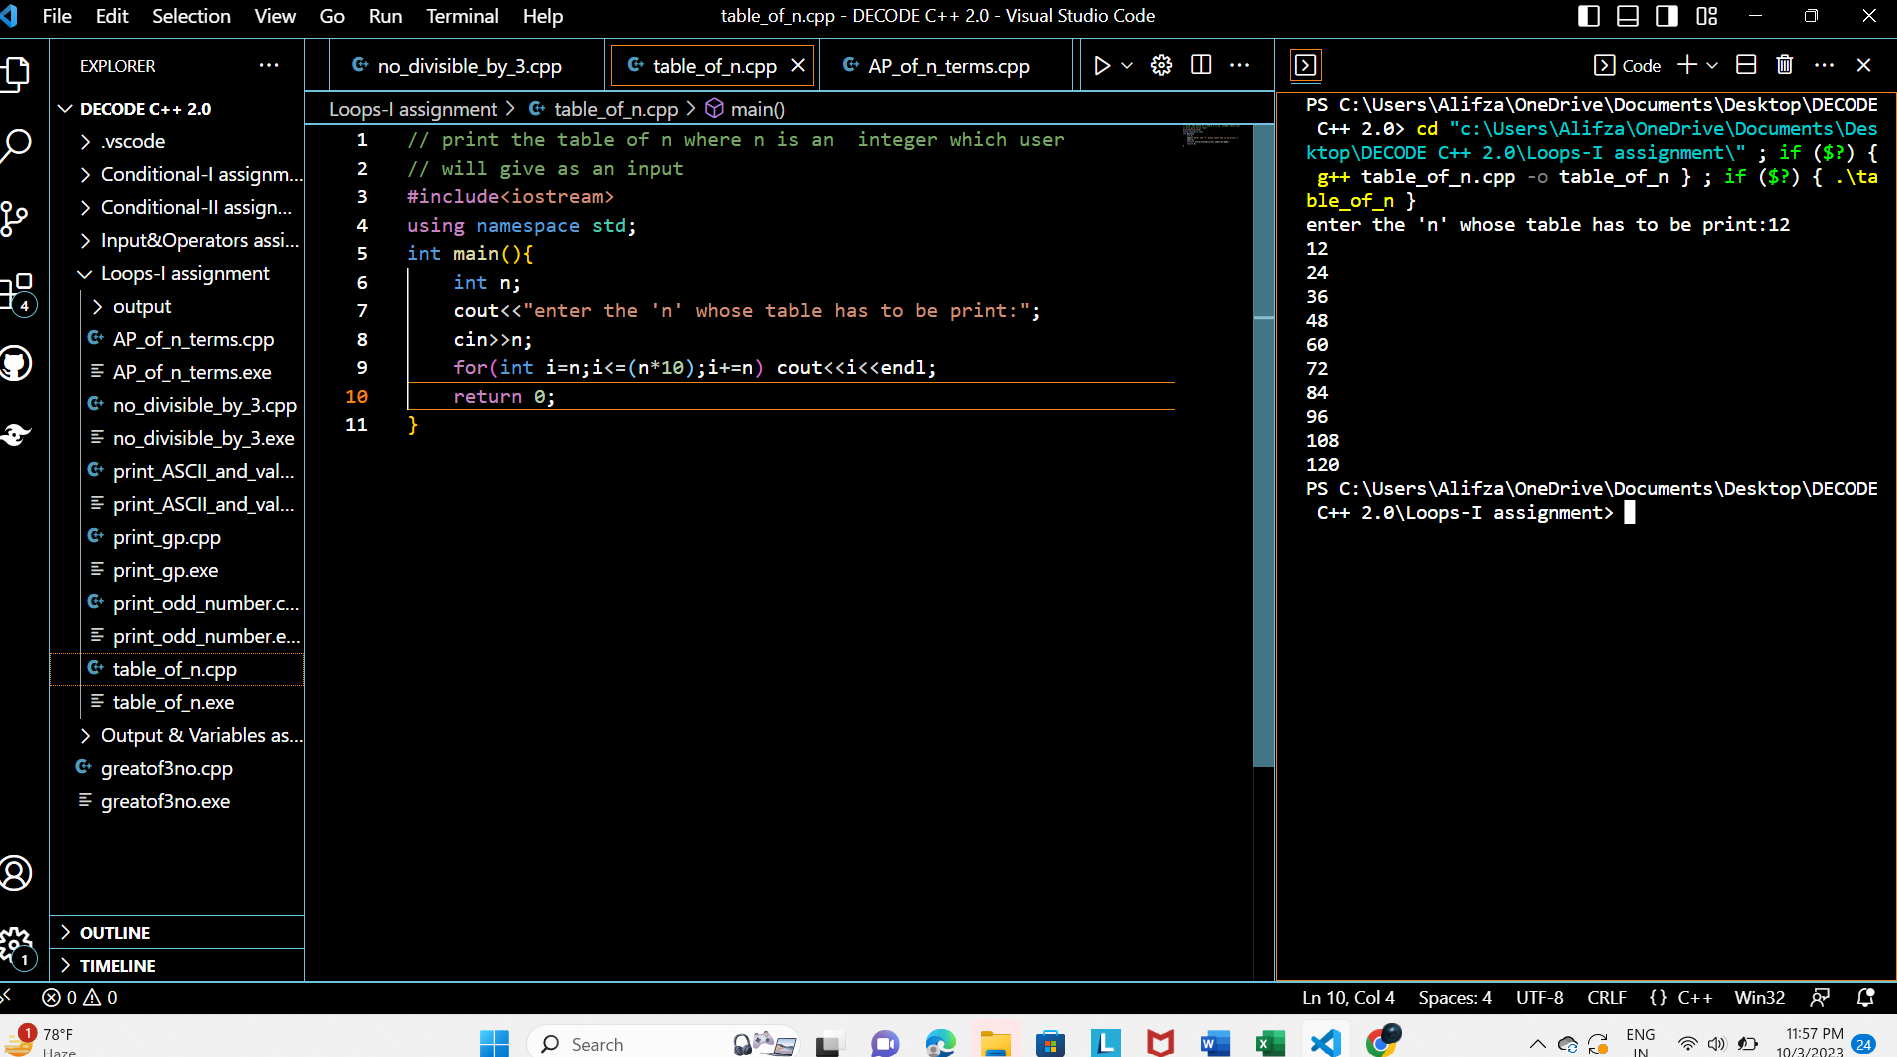 File Edit Selection View Go Run Terminal Help
table_of_n.cpp - DECODE C++ 2.0 - Visual Studio Code
EXPLORER
DECODE C++ 2.0
.vscode
Conditional-I assignm...
Conditional-II assign...
Input&Operators assi...
Loops-I assignment
output
AP_of_n_terms.cpp
AP_of_n_terms.exe
no_divisible_by_3.cpp
no_divisible_by_3.exe
print_ASCII_and_val...
print_ASCII_and_val...
print_gp.cpp
print_gp.exe
print_odd_number.c...
print_odd_number.e...
table_of_n.cpp
table_of_n.exe
Output & Variables as...
greatof3no.cpp
greatof3no.exe
OUTLINE
TIMELINE
4
1
no_divisible_by_3.cpp
table_of_n.cpp
AP_of_n_terms.cpp
Loops-I assignment > table_of_n.cpp > main()
1 // print the table of n where n is an  integer which user
2 // will give as an input
3 #include<iostream>
4 using namespace std;
5 int main(){
6     int n;
7     cout<<"enter the 'n' whose table has to be print:";
8     cin>>n;
9     for(int i=n;i<=(n*10);i+=n) cout<<i<<endl;
10     return 0;
11 }
Code
PS C:\Users\Alifza\OneDrive\Documents\Desktop\DECODE
C++ 2.0> cd "c:\Users\Alifza\OneDrive\Documents\Des
ktop\DECODE C++ 2.0\Loops-I assignment\" ; if ($?) {
g++ table_of_n.cpp -o table_of_n } ; if ($?) { .\ta
ble_of_n }
enter the 'n' whose table has to be print:12
12
24
36
48
60
72
84
96
108
120
PS C:\Users\Alifza\OneDrive\Documents\Desktop\DECODE
C++ 2.0\Loops-I assignment>
0 0
Ln 10, Col 4 Spaces: 4 UTF-8 CRLF {} C++ Win32
1
78°F
Haze
Search
L
W
X
ENG
IN
11:57 PM
10/3/2023
24